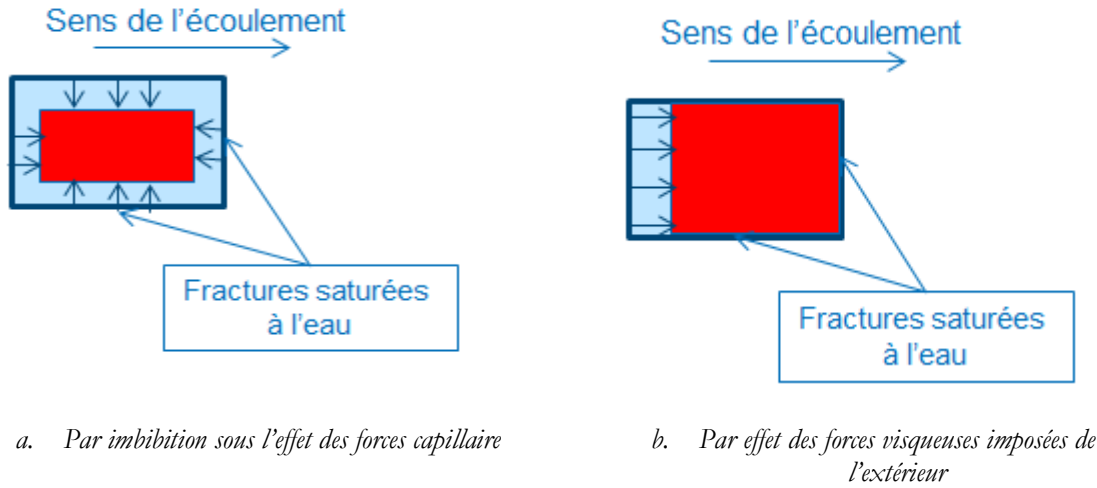 Sens de l'écoulement
Fractures saturées
à l'eau
a. Par imbibition sous l'effet des forces capillaire
Sens de l'écoulement
Fractures saturées
à l'eau
b. Par effet des forces visqueuses imposées de
l'extérieur